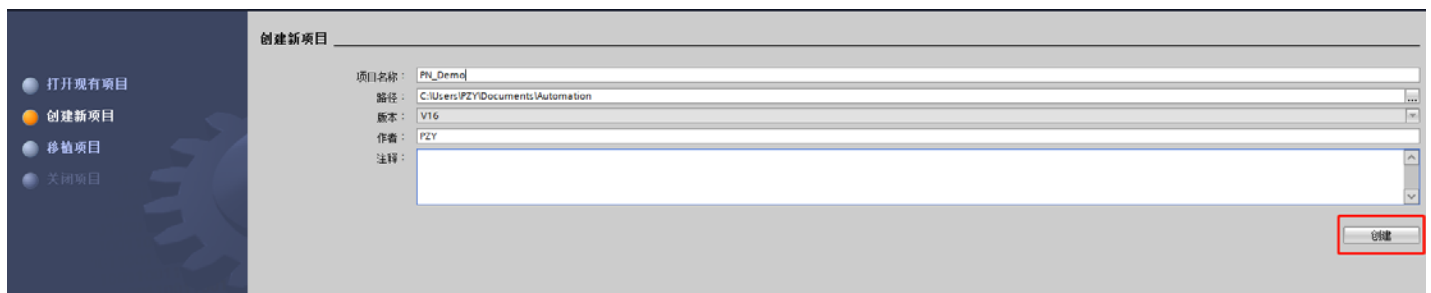 创建新项目
打开现有项目
创建新项目
移植项目
关闭项目
项目名称： PN_Demo
路径： C:\Users\PZY\Documents\Automation
...
版本： V16
作者： PZY
注释：
创建